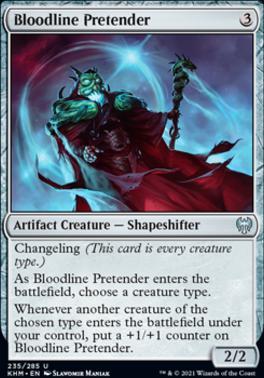 Bloodline Pretender 3
Artifact Creature — Shapeshifter
Changeling (This card is every creature
type.)
As Bloodline Pretender enters the
battlefield, choose a creature type.
Whenever another creature of the
chosen type enters the battlefield under
your control, put a +1/+1 counter on
Bloodline Pretender.
2/2
235/285 U
KHM • EN SLAWOMIR MANIAK
™ & © 2021 Wizards of the Coast